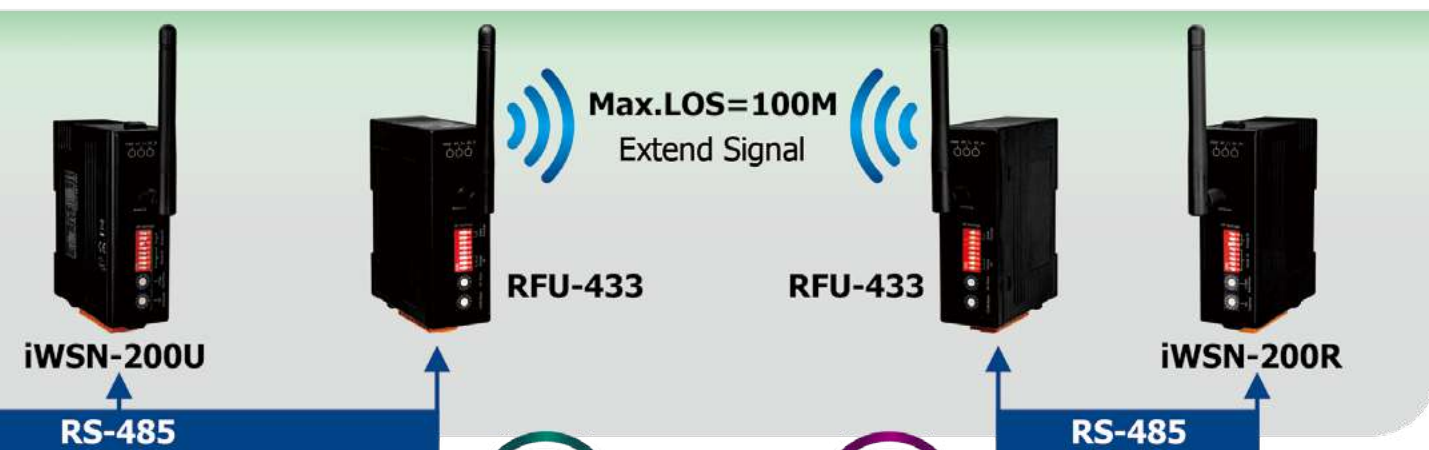 Max.LOS=100M
Extend Signal
RFU-433
RFU-433
iWSN-200U
iWSN-200R
RS-485
RS-485